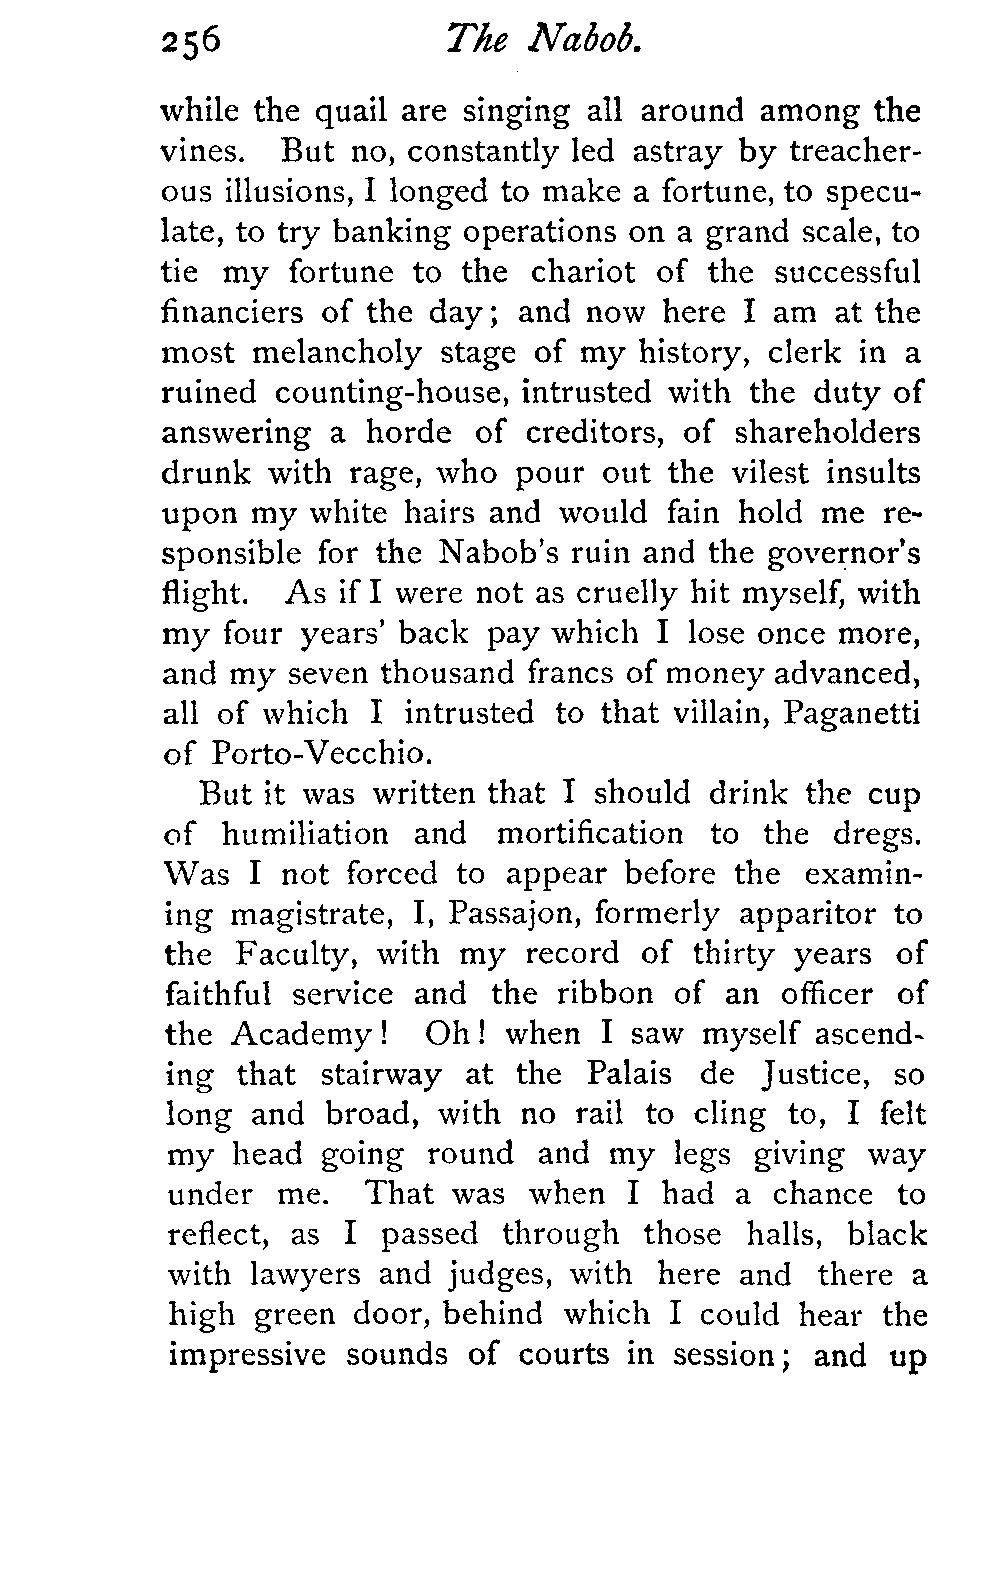 256 The Nabob.
while the quail are singing all around among the
vines. But no, constantly led astray by treacher-
ous illusions, I longed to make a fortune, to specu-
late, to try banking operations on a grand scale, to
tie my fortune to the chariot of the successful
financiers of the day; and now here I am at the
most melancholy stage of my history, clerk in a
ruined counting-house, intrusted with the duty of
answering a horde of creditors, of shareholders
drunk with rage, who pour out the vilest insults
upon my white hairs and would fain hold me re-
sponsible for the Nabob's ruin and the governor's
flight. As if I were not as cruelly hit myself, with
my four years' back pay which I lose once more,
and my seven thousand francs of money advanced,
all of which I intrusted to that villain, Paganetti
of Porto-Vecchio.
But it was written that I should drink the cup
of humiliation and mortification to the dregs.
Was I not forced to appear before the examin-
ing magistrate, I, Passajon, formerly apparitor to
the Faculty, with my record of thirty years of
faithful service and the ribbon of an officer of
the Academy! Oh! when I saw myself ascend-
ing that stairway at the Palais de Justice, so
long and broad, with no rail to cling to, I felt
my head going round and my legs giving way
under me. That was when I had a chance to
reflect, as I passed through those halls, black
with lawyers and judges, with here and there a
high green door, behind which I could hear the
impressive sounds of courts in session; and up